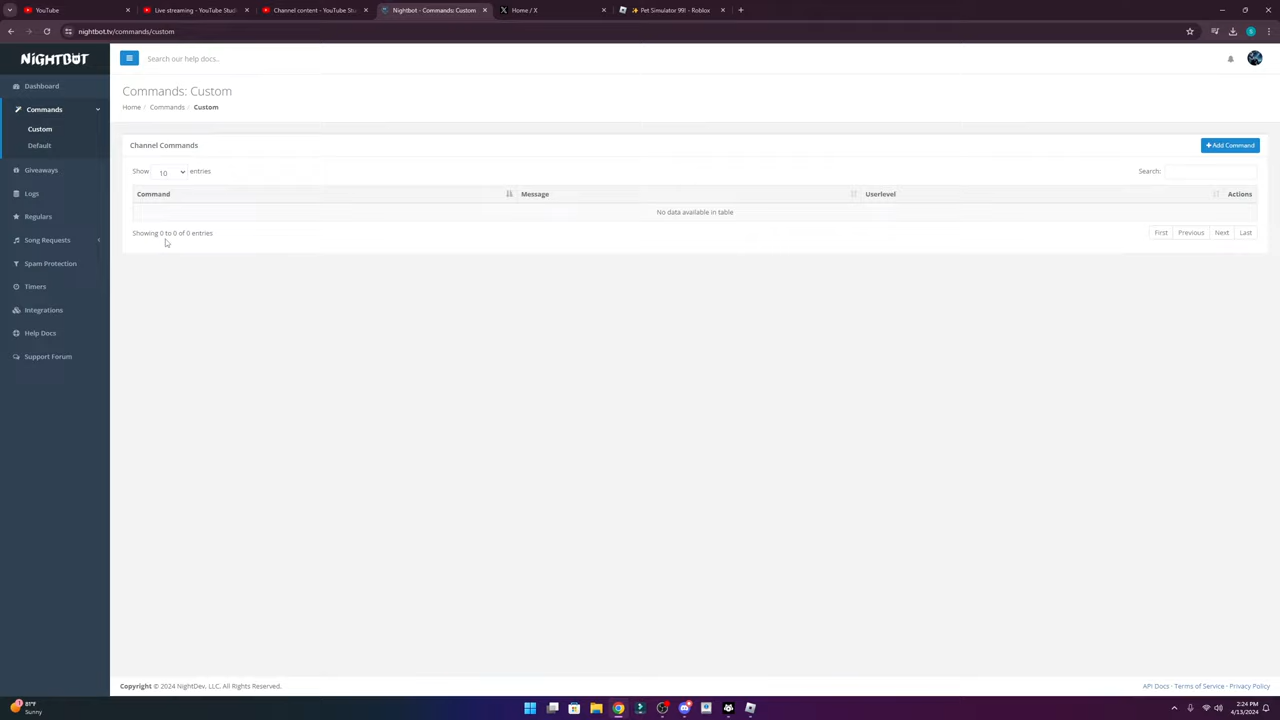 YouTube
Live streaming - YouTube Stud
Channel content - YouTube Stu
Nightbot - Commands: Custom
Home / X
Pet Simulator 99! - Roblox
nightbot.tv/commands/custom
S
NiGHTBOT
Search our help docs..
Dashboard
Commands
Custom
Default
Giveaways
Logs
Regulars
Song Requests
Spam Protection
Timers
Integrations
Help Docs
Support Forum
Commands: Custom
Home / Commands / Custom
Channel Commands
+ Add Command
Show 10 entries
Search:
Command Message Userlevel Actions
No data available in table
Showing 0 to 0 of 0 entries
First Previous Next Last
Copyright © 2024 NightDev, LLC, All Rights Reserved.
API Docs · Terms of Service · Privacy Policy
1
81°F
Sunny
2:24 PM
4/13/2024